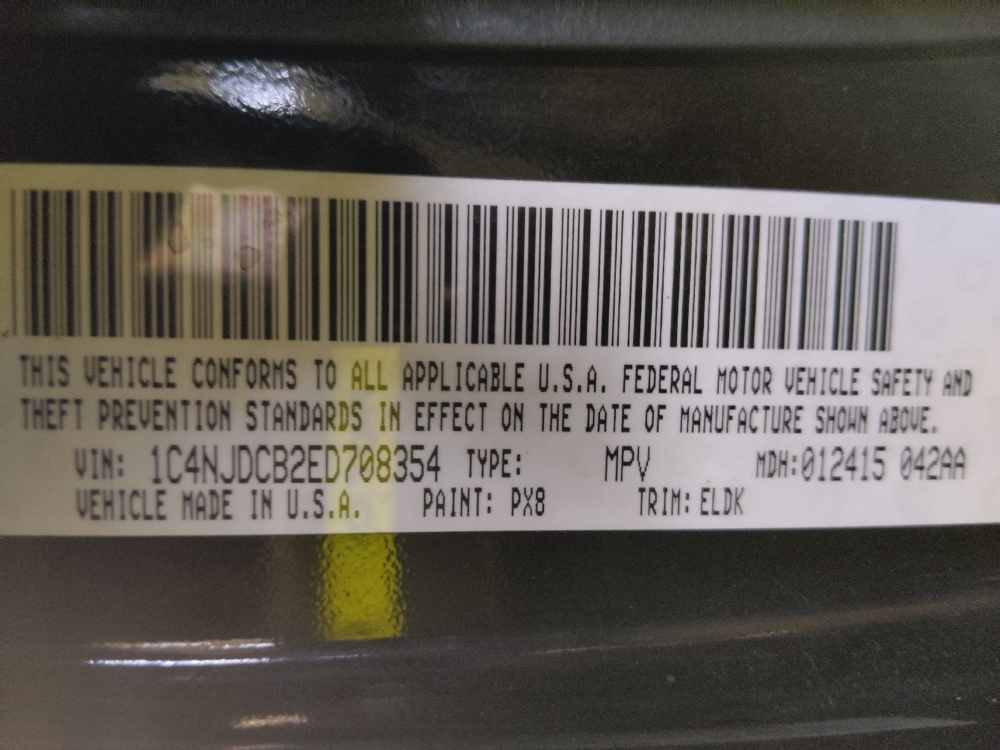 THIS VEHICLE CONFORMS TO ALL APPLICABLE U.S.A. FEDERAL MOTOR VEHICLE SAFETY AND
THEFT PREVENTION STANDARDS IN EFFECT ON THE DATE OF MANUFACTURE SHOWN ABOVE.
VIN: 1C4NJDCB2ED708354 TYPE: MPV MDH:012415 042AA
VEHICLE MADE IN U.S.A. PAINT: PX8 TRIM: ELDK